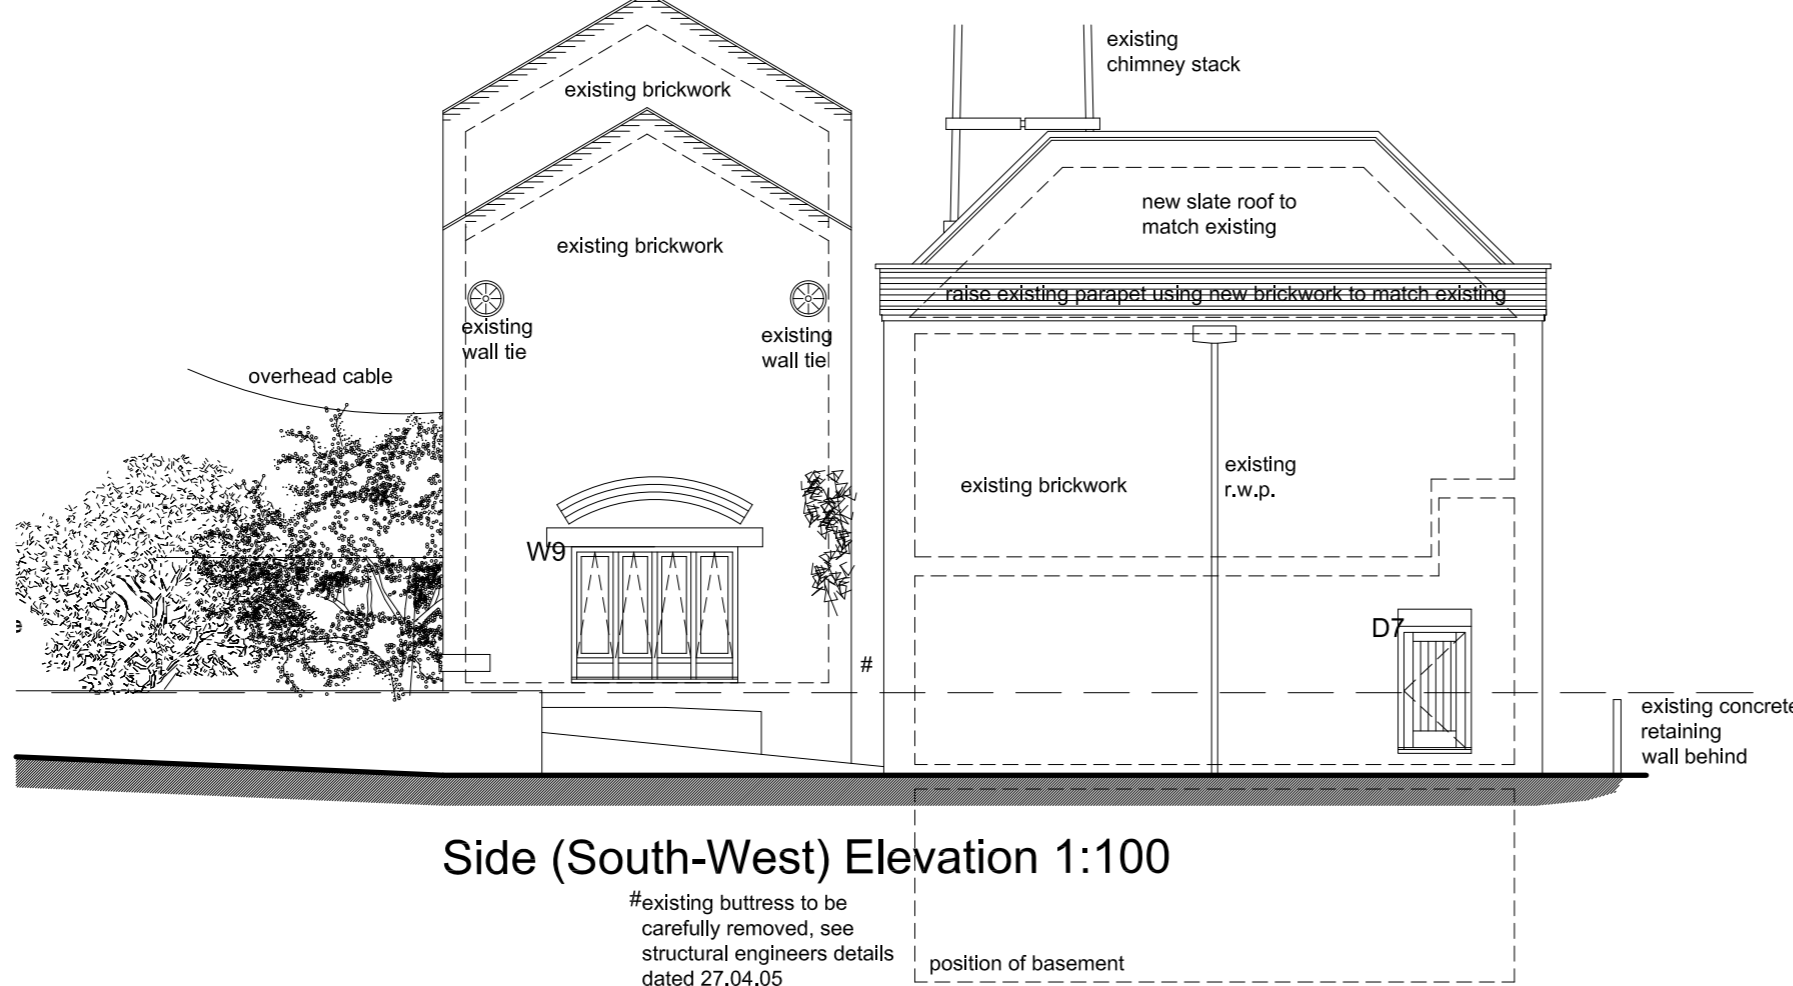 existing
chimney stack
existing brickwork
new slate roof to
match existing
existing brickwork
raise existing parapet using new brickwork to match existing
existing
wall tie
existing
wall tie
overhead cable
existing brickwork
existing
r.w.p.
W9
D7
e
#
existing concrete
retaining
wall behind
Side (South-West) Elevation 1:100
#existing buttress to be
carefully removed, see
structural engineers details
dated 27.04.05
position of basement